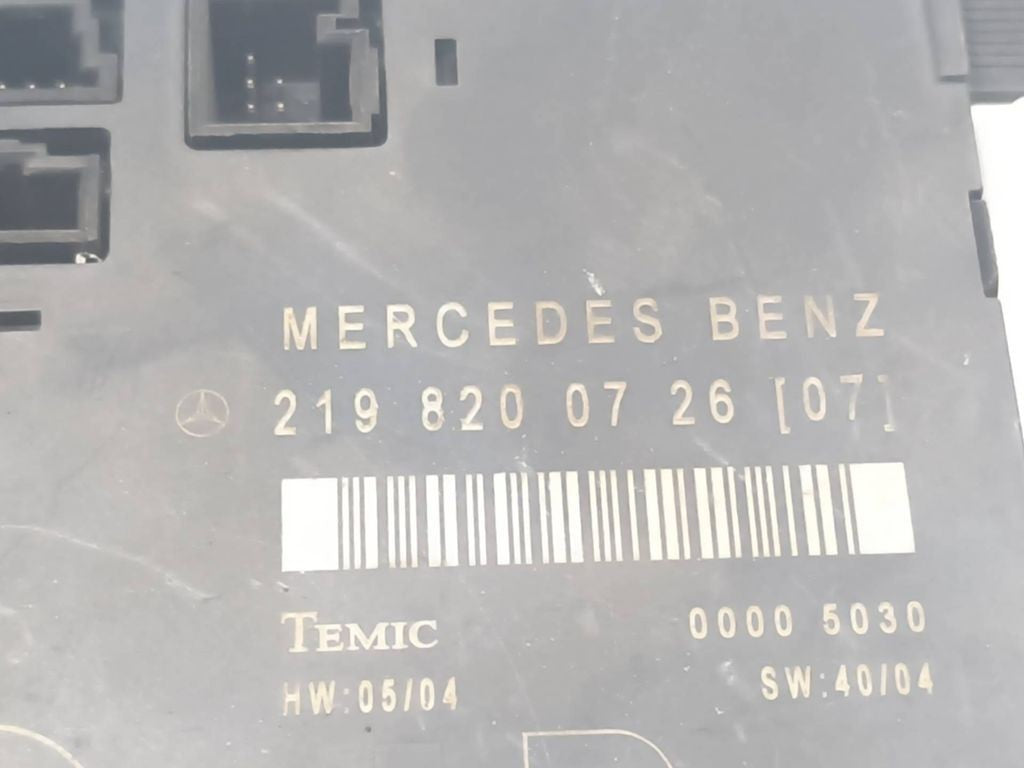 MERCEDES BENZ
219 820 07 26 [07]
TEMIC 0000 5030
HW:05/04 SW:40/04